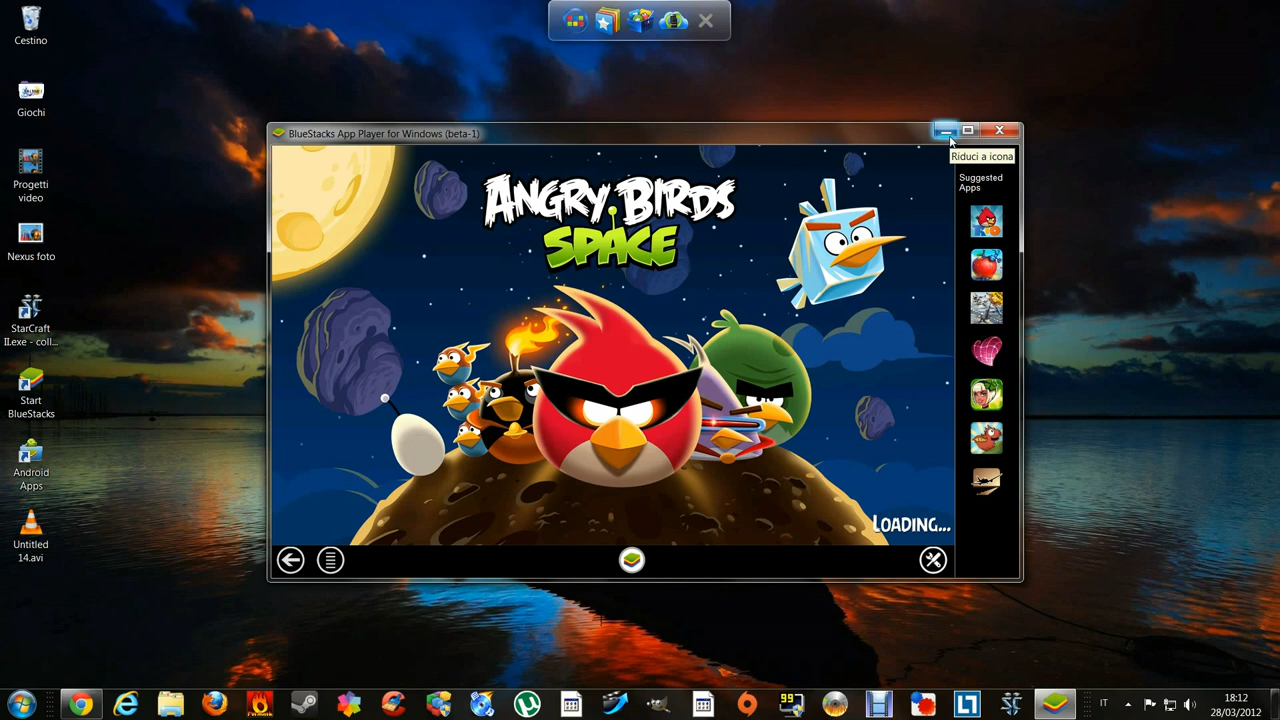 Cestino
Giochi
Progetti
video
Nexus foto
StarCraft
II.exe - coll...
Start
BlueStacks
Android
Apps
Untitled
14.avi
BlueStacks App Player for Windows (beta-1)
Riduci a icona
Suggested
Apps
ANGRY BIRDS
SPACE
LOADING...
99
IT
18:12
28/03/2012